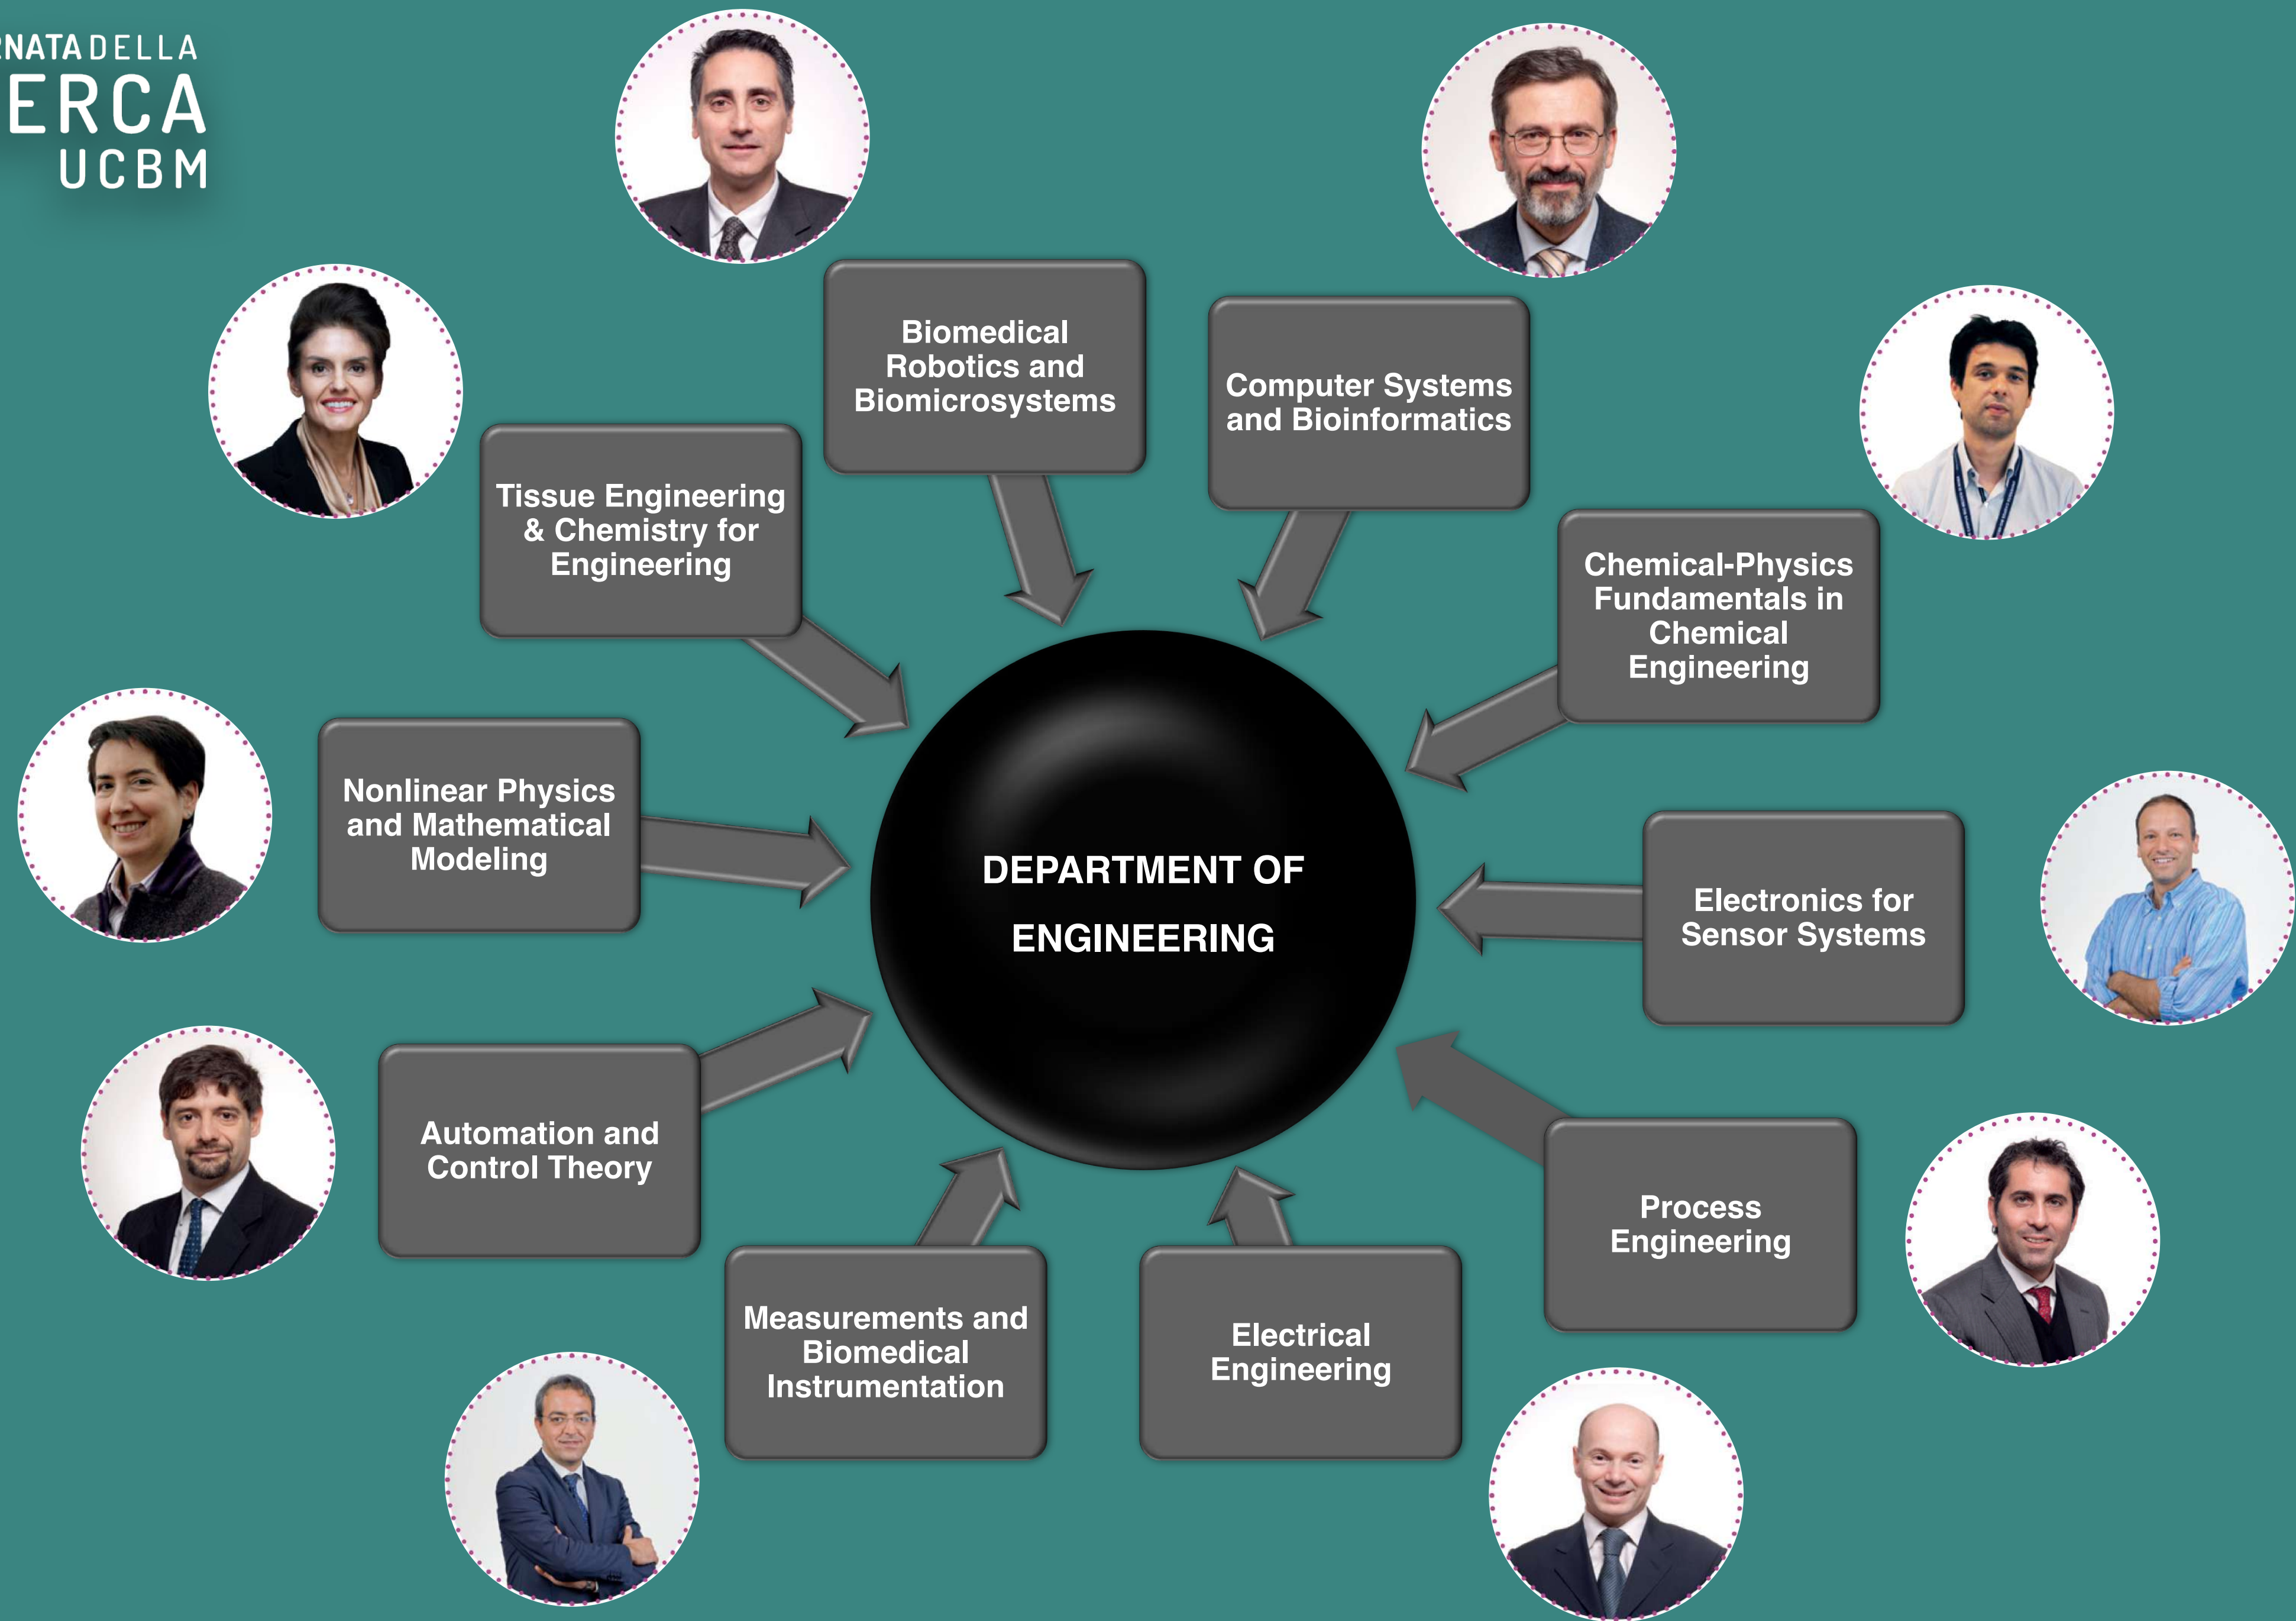 RNATA DELLA
ERCA
UCBM
Biomedical
Robotics and
Biomicrosystems
Computer Systems
and Bioinformatics
Tissue Engineering
& Chemistry for
Engineering
Chemical-Physics
Fundamentals in
Chemical
Engineering
Nonlinear Physics
and Mathematical
Modeling
DEPARTMENT OF
ENGINEERING
Electronics for
Sensor Systems
Automation and
Control Theory
Process
Engineering
Measurements and
Biomedical
Instrumentation
Electrical
Engineering